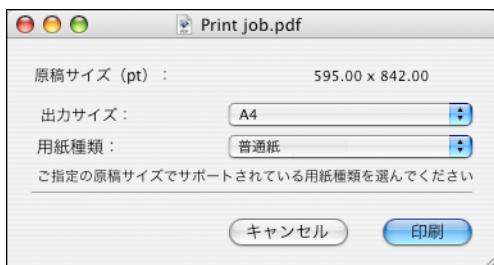 Print job.pdf
原稿サイズ（pt）： 595.00 x 842.00
出力サイズ： A4
用紙種類： 普通紙
ご指定の原稿サイズでサポートされている用紙種類を選んでください
キャンセル 印刷